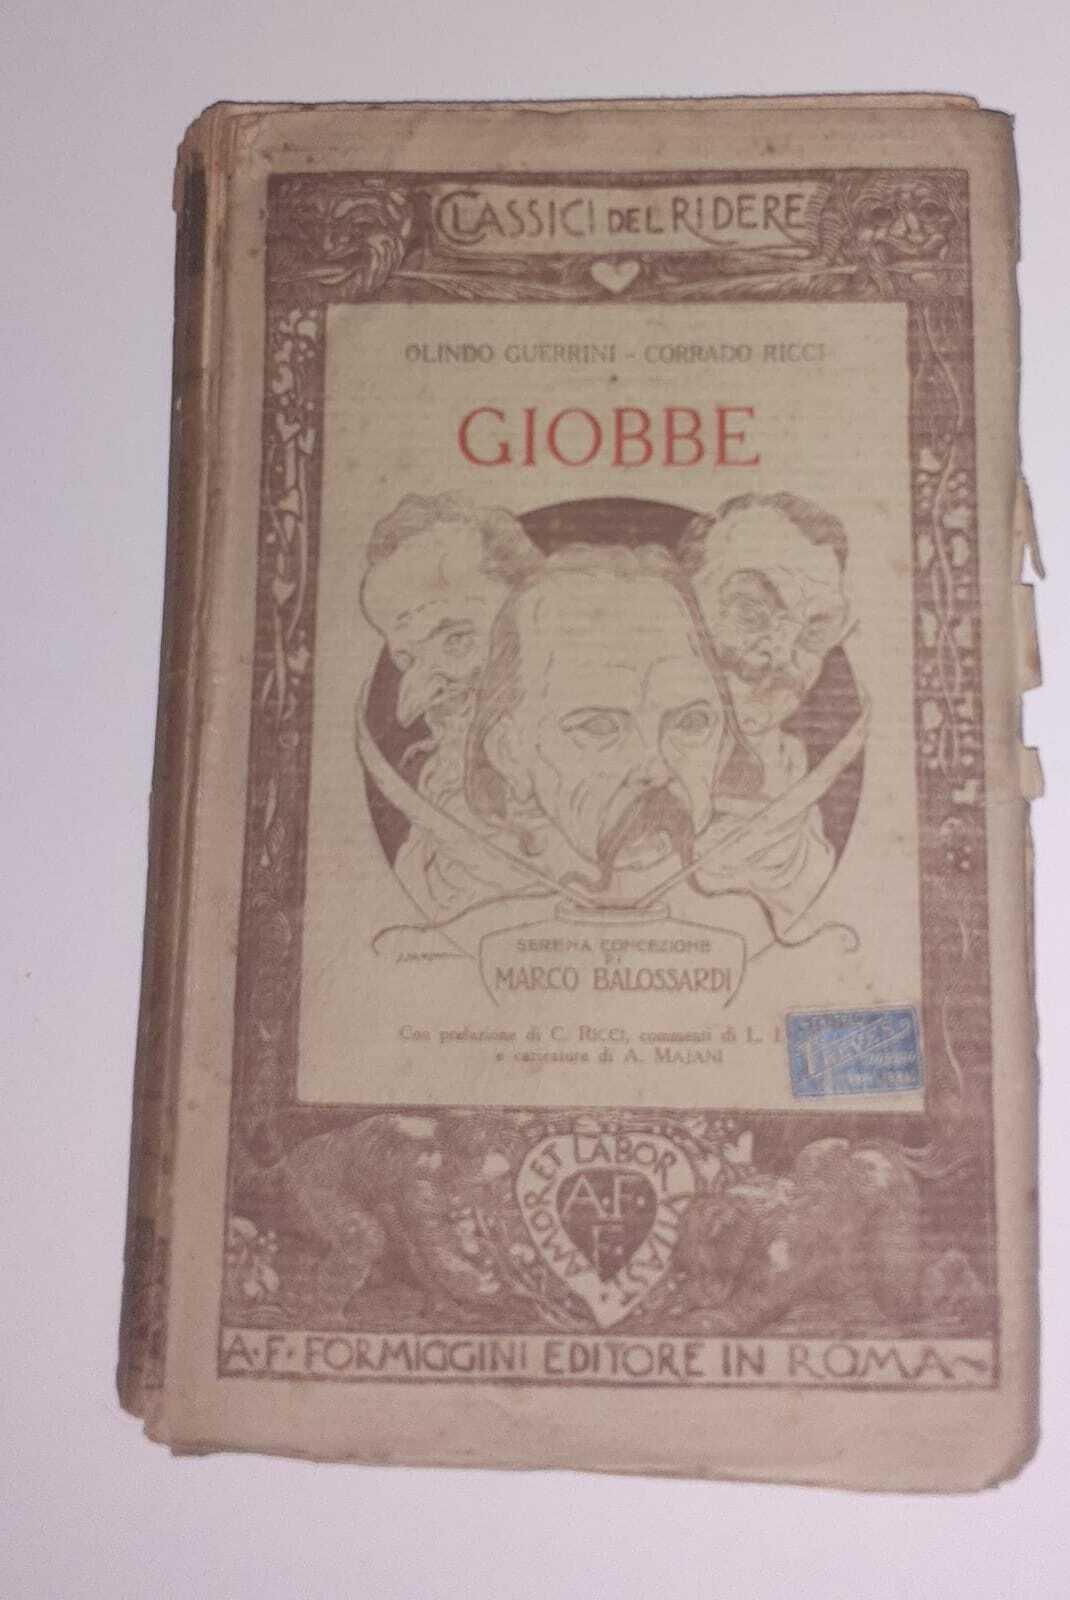 CLASSICI DEL RIDERE
OLINDO GUERRINI - CORRADO RICCI
GIOBBE
SERENA CONCEZIONE
DI
MARCO BALOSSARDI
Con prefazione di C. RICCI, commenti di L.
e caricature di A. MAJANI
AMOR ET LABOR VITAST
A. F.
F.
A. F. FORMIGGINI EDITORE IN ROMA